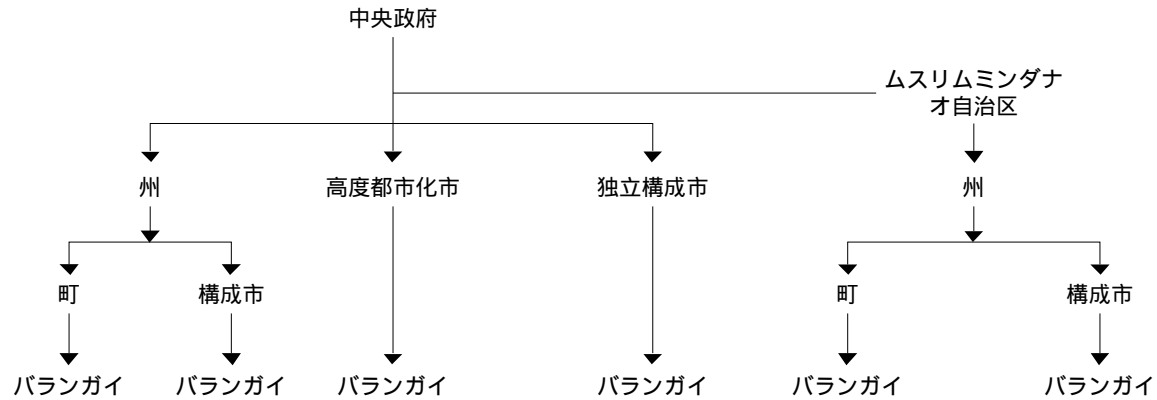 中央政府
ムスリムミンダナ
オ自治区
州
高度都市化市
独立構成市
州
町
構成市
町
構成市
バランガイ
バランガイ
バランガイ
バランガイ
バランガイ
バランガイ